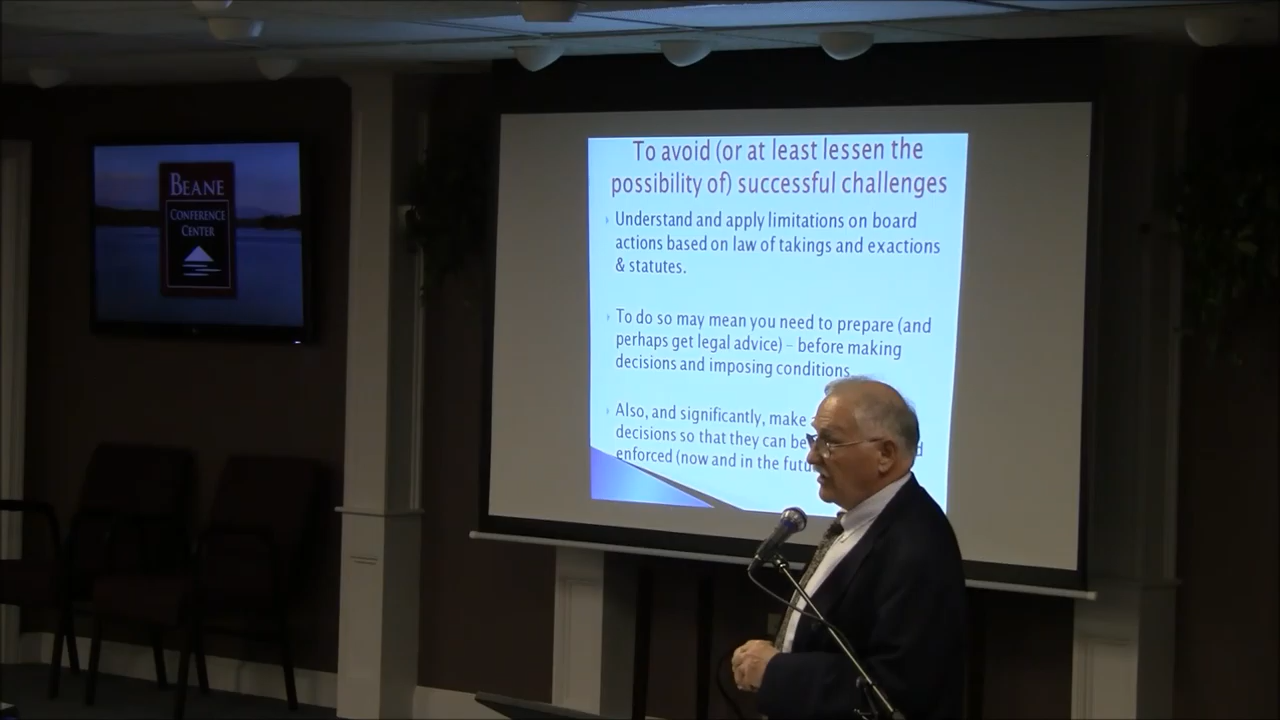 BEANE
CONFERENCE
CENTER
To avoid (or at least lessen the
possibility of) successful challenges
Understand and apply limitations on board
actions based on law of takings and exactions
& statutes.
To do so may mean you need to prepare (and
perhaps get legal advice) – before making
decisions and imposing conditions.
Also, and significantly, make
decisions so that they can be
enforced (now and in the